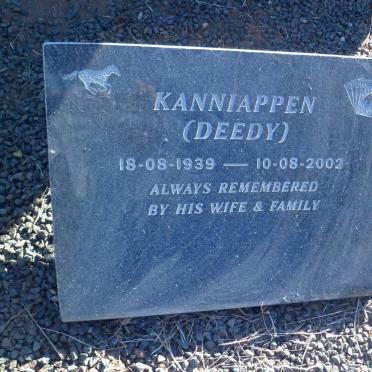 KANNIAPPEN
(DEEDY)
18-08-1939 — 10-08-2002
ALWAYS REMEMBERED
BY HIS WIFE & FAMILY